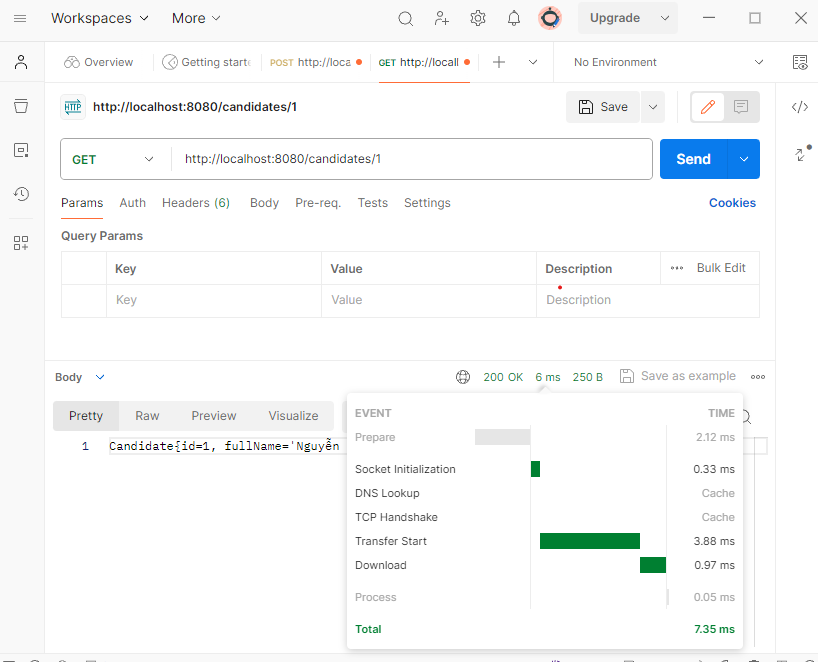 Workspaces More Upgrade
Overview Getting start POST http://loca GET http://locall No Environment
HTTP http://localhost:8080/candidates/1 Save
GET http://localhost:8080/candidates/1 Send
Params Auth Headers (6) Body Pre-req. Tests Settings Cookies
Query Params
Key Value Description Bulk Edit
Key Value Description
Body 200 OK 6 ms 250 B Save as example
Pretty Raw Preview Visualize
1 Candidate{id=1, fullName='Nguyễn
EVENT TIME
Prepare 2.12 ms
Socket Initialization 0.33 ms
DNS Lookup Cache
TCP Handshake Cache
Transfer Start 3.88 ms
Download 0.97 ms
Process 0.05 ms
Total 7.35 ms